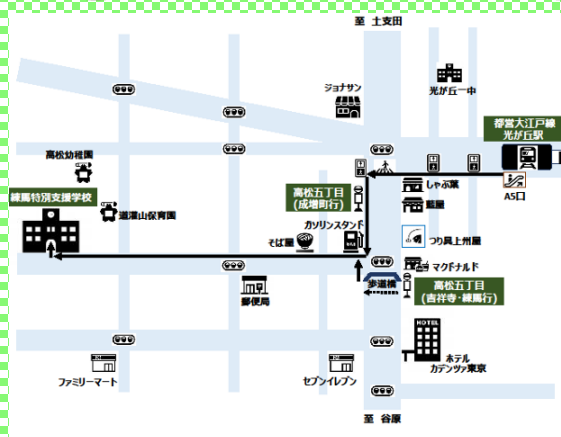 至 土支田
ジョナサン
光が丘一中
都営大江戸線
光が丘駅
高松幼稚園
高松五丁目
(成増町行)
しゃぶ葉
A5口
練馬特別支援学校
藍屋
道灌山保育園
ガソリンスタンド
そば屋
つり具上州屋
マクドナルド
歩道橋
高松五丁目
(吉祥寺・練馬行)
郵便局
HOTEL
ホテル
カデンツァ東京
ファミリーマート
セブンイレブン
至 谷原